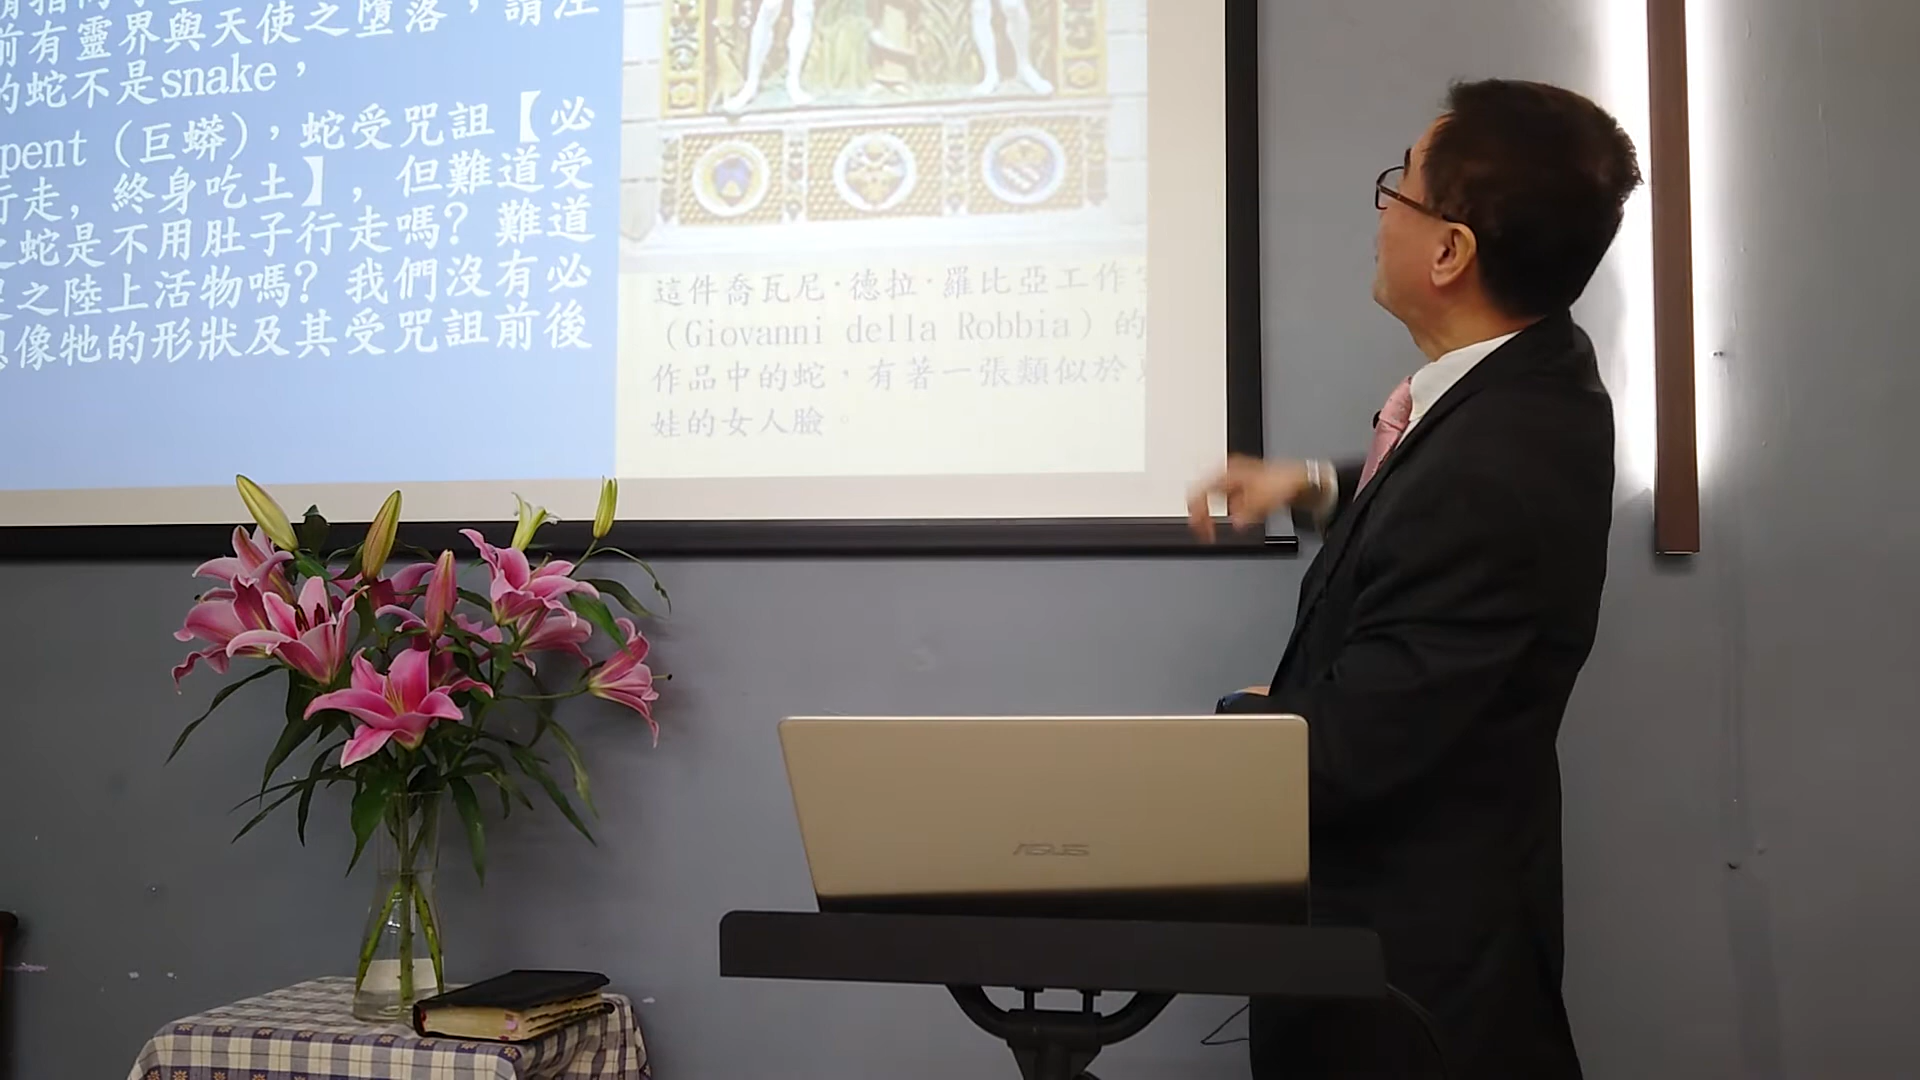 前有靈界與天使之墮落，請注
的蛇不是snake，
pent（巨蟒），蛇受咒詛【必
行走，終身吃土】，但難道受
之蛇是不用肚子行走嗎？難道
之陸上活物嗎？我們沒有必
像牠的形狀及其受咒詛前後
這件喬瓦尼·德拉·羅比亞工作
（Giovanni della Robbia）的
作品中的蛇，有著一張類似於
娃的女人臉。
ASUS